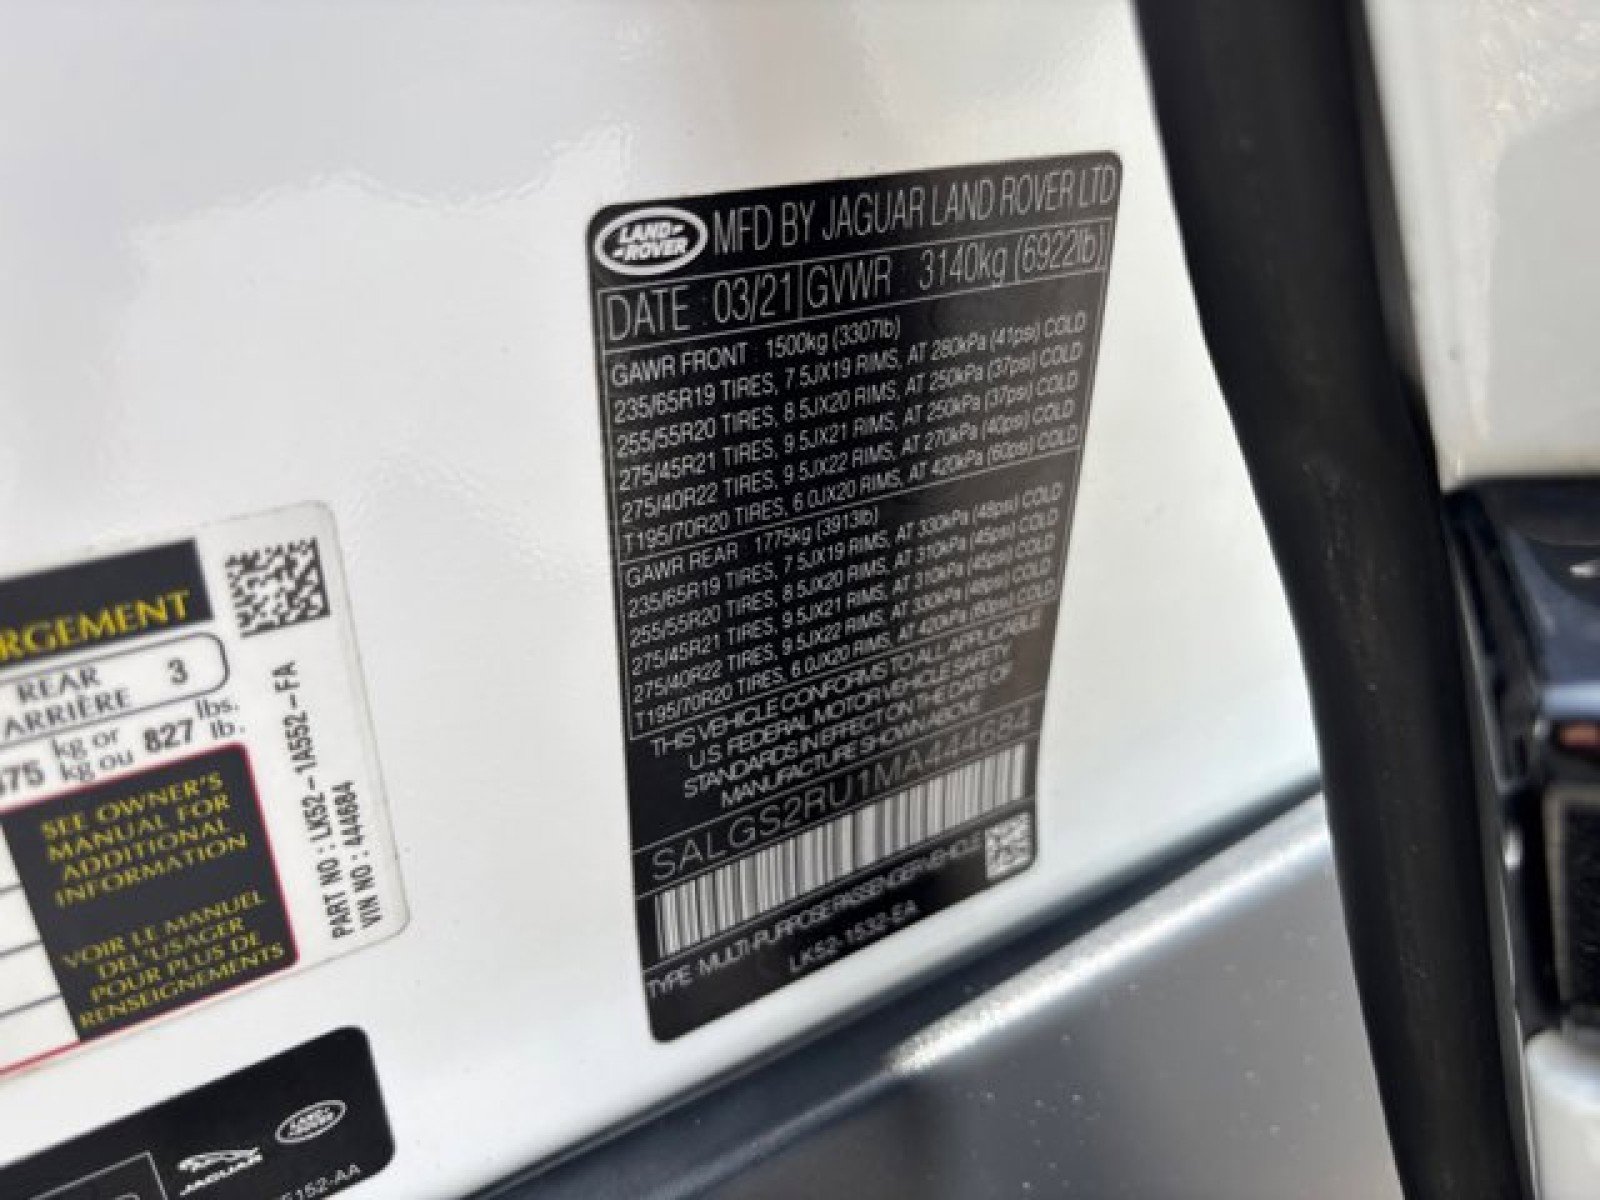 LAND ROVER
MFD BY JAGUAR LAND ROVER LTD
DATE : 03/21 GVWR : 3140kg (6922lb)
GAWR FRONT : 1500kg (3307lb)
235/65R19 TIRES, 7.5JX19 RIMS, AT 280kPa (41psi) COLD
255/55R20 TIRES, 8.5JX20 RIMS, AT 250kPa (37psi) COLD
275/45R21 TIRES, 9.5JX21 RIMS, AT 250kPa (37psi) COLD
275/40R22 TIRES, 9.5JX22 RIMS, AT 270kPa (40psi) COLD
T195/70R20 TIRES, 6.0JX20 RIMS, AT 420kPa (60psi) COLD
GAWR REAR : 1775kg (3913lb)
235/65R19 TIRES, 7.5JX19 RIMS, AT 330kPa (48psi) COLD
255/55R20 TIRES, 8.5JX20 RIMS, AT 310kPa (45psi) COLD
275/45R21 TIRES, 9.5JX21 RIMS, AT 310kPa (45psi) COLD
275/40R22 TIRES, 9.5JX22 RIMS, AT 330kPa (48psi) COLD
T195/70R20 TIRES, 6.0JX20 RIMS, AT 420kPa (60psi) COLD
THIS VEHICLE CONFORMS TO ALL APPLICABLE
U.S. FEDERAL MOTOR VEHICLE SAFETY
STANDARDS IN EFFECT ON THE DATE OF
MANUFACTURE SHOWN ABOVE
SALGS2RU1MA444684
TYPE : MULTI-PURPOSE PASSENGER VEHICLE
LK52-1532-EA
RGEMENT
REAR 3
ARRIÈRE
kg or 827 lbs.
kg ou lb.
SEE OWNER'S
MANUAL FOR
ADDITIONAL
INFORMATION
VOIR LE MANUEL
DEL'USAGER
POUR PLUS DE
RENSEIGNEMENTS
PART NO : LK52-1A552-FA
VIN NO : 444684
JAGUAR
LAND ROVER
152-AA